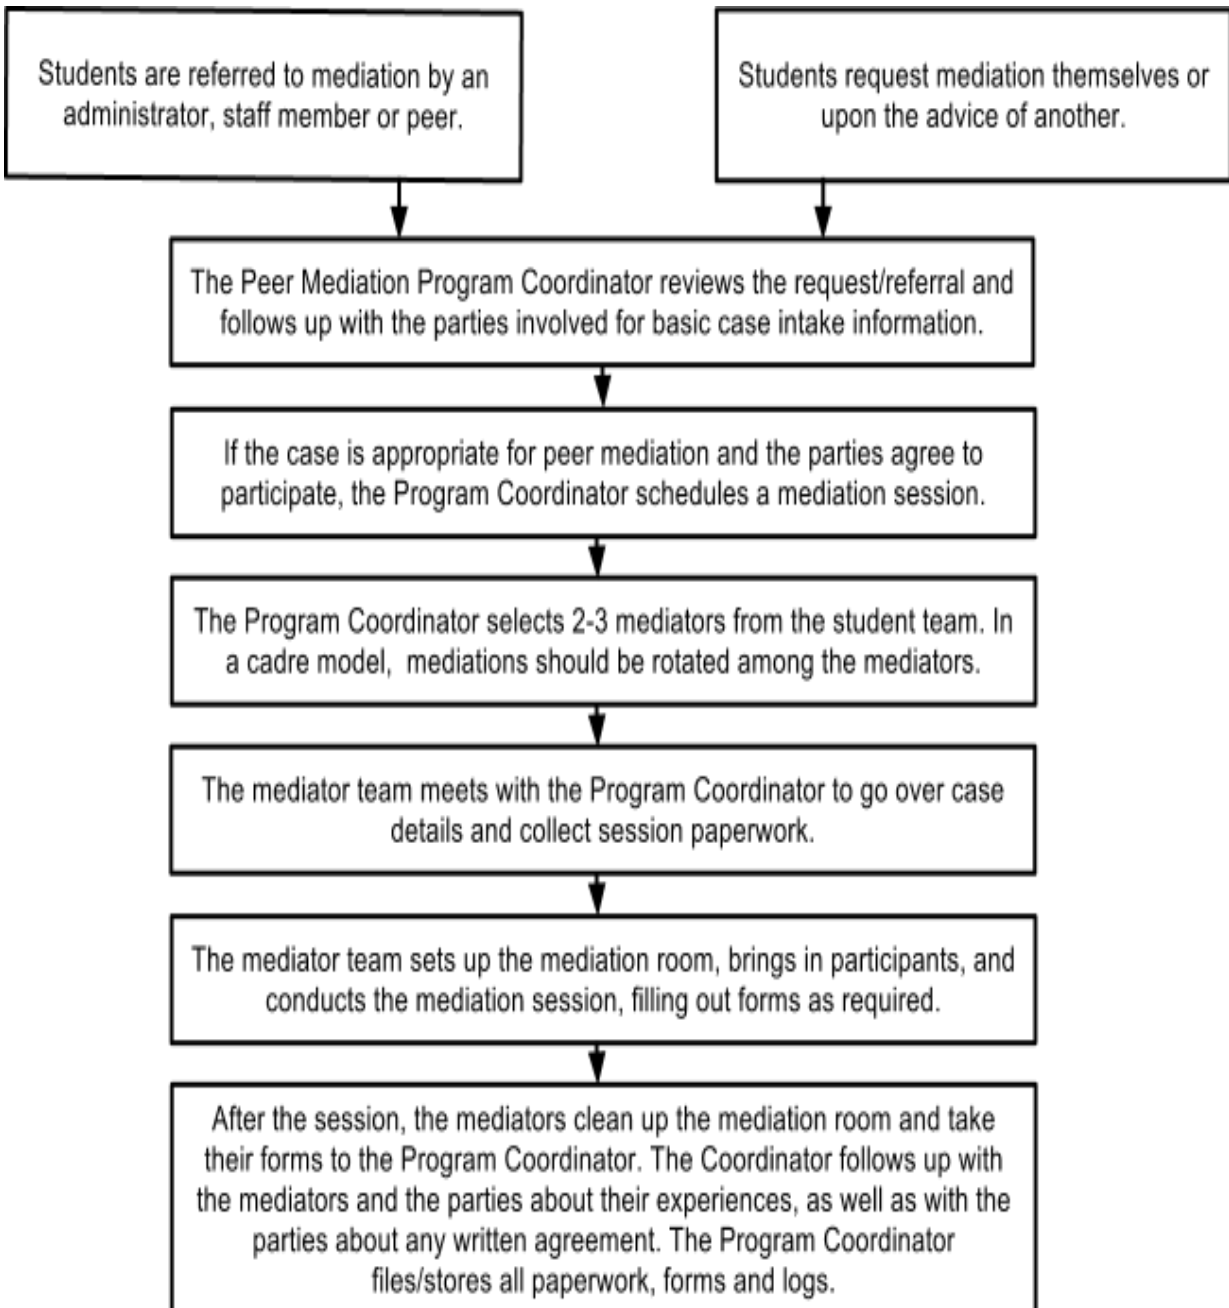 Students are referred to mediation by an
administrator, staff member or peer.
Students request mediation themselves or
upon the advice of another.
The Peer Mediation Program Coordinator reviews the request/referral and
follows up with the parties involved for basic case intake information.
If the case is appropriate for peer mediation and the parties agree to
participate, the Program Coordinator schedules a mediation session.
The Program Coordinator selects 2-3 mediators from the student team. In
a cadre model,  mediations should be rotated among the mediators.
The mediator team meets with the Program Coordinator to go over case
details and collect session paperwork.
The mediator team sets up the mediation room, brings in participants, and
conducts the mediation session, filling out forms as required.
After the session, the mediators clean up the mediation room and take
their forms to the Program Coordinator. The Coordinator follows up with
the mediators and the parties about their experiences, as well as with the
parties about any written agreement. The Program Coordinator
files/stores all paperwork, forms and logs.